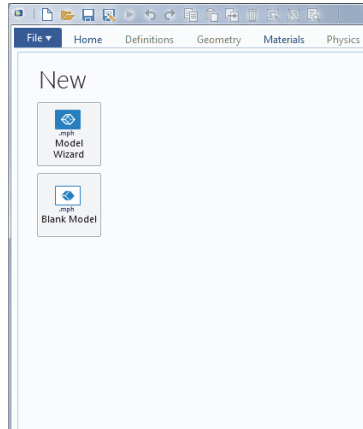 File Home Definitions Geometry Materials Physics
New
.mph
Model
Wizard
.mph
Blank Model